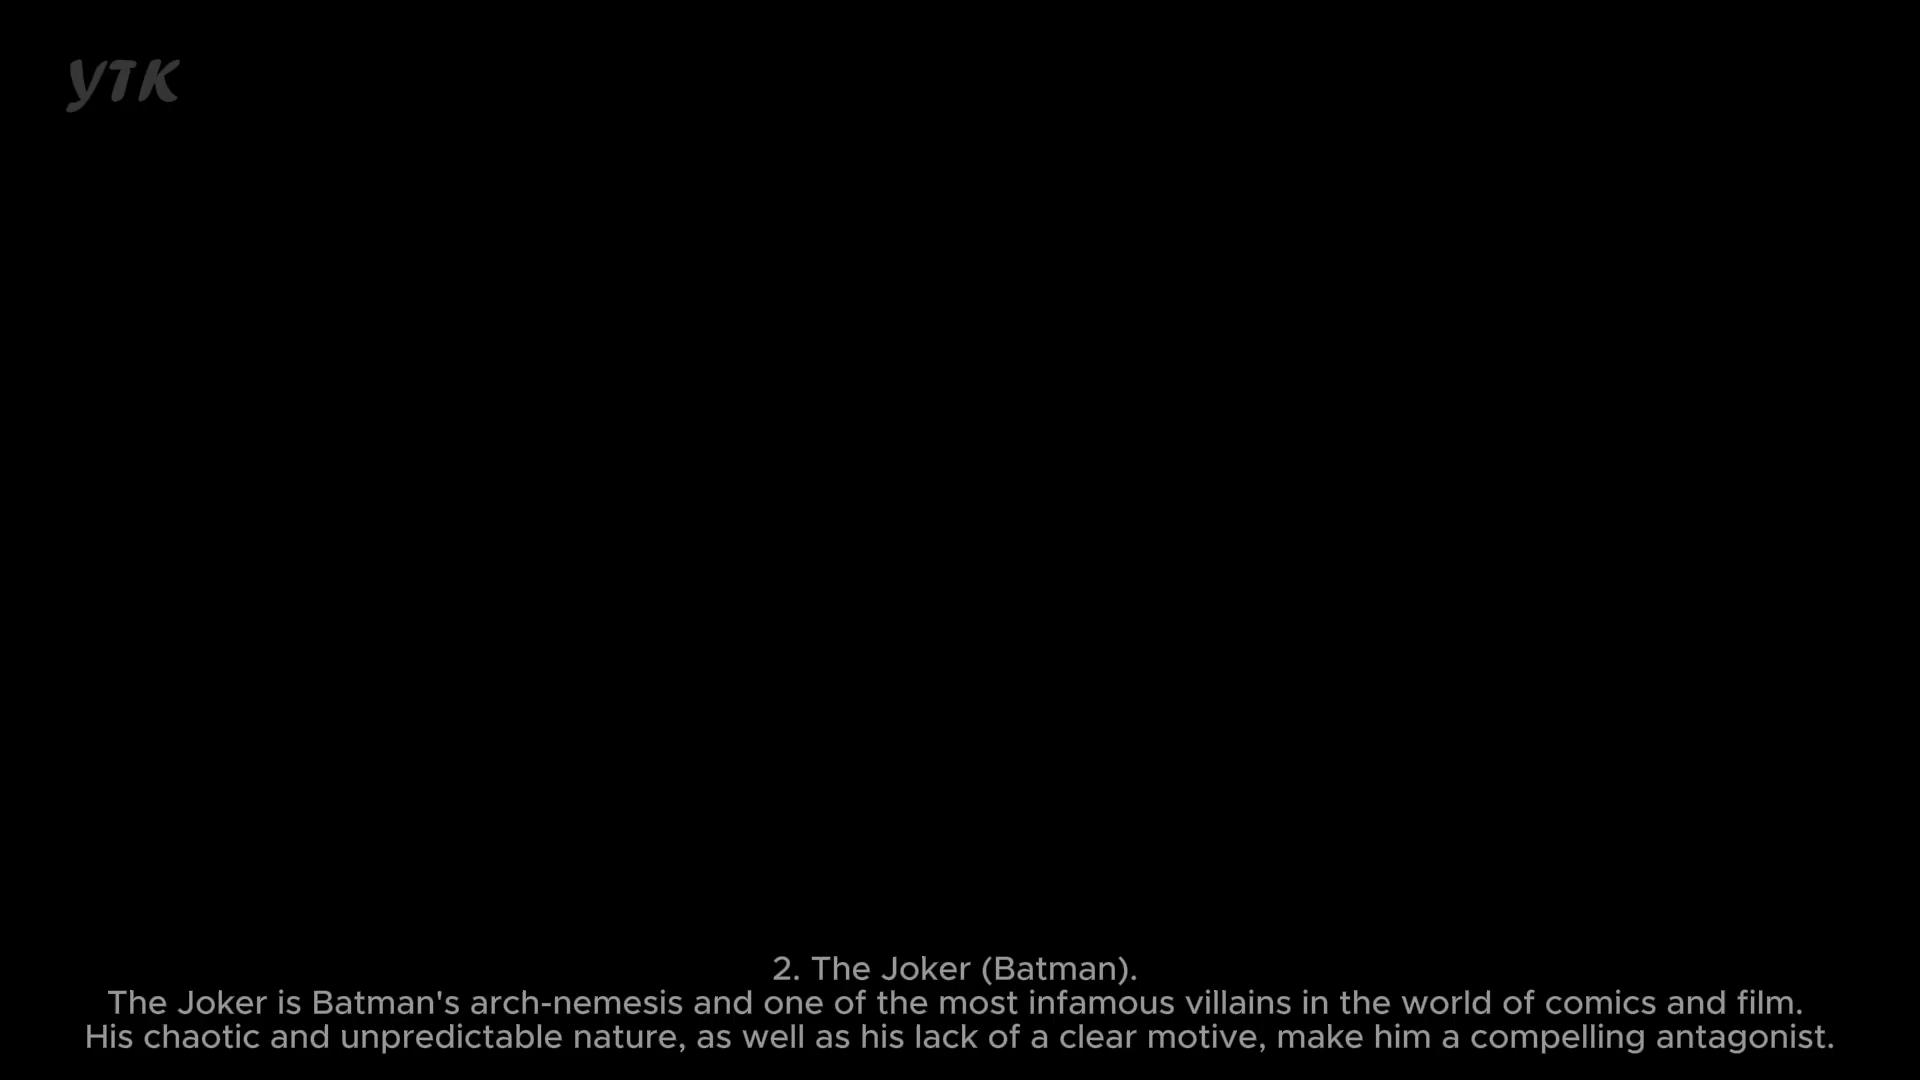 YTK
2. The Joker (Batman).
The Joker is Batman's arch-nemesis and one of the most infamous villains in the world of comics and film.
His chaotic and unpredictable nature, as well as his lack of a clear motive, make him a compelling antagonist.